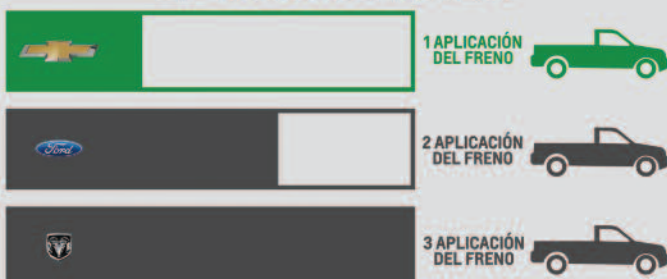 1 APLICACIÓN
DEL FRENO
Ford
2 APLICACIÓN
DEL FRENO
3 APLICACIÓN
DEL FRENO